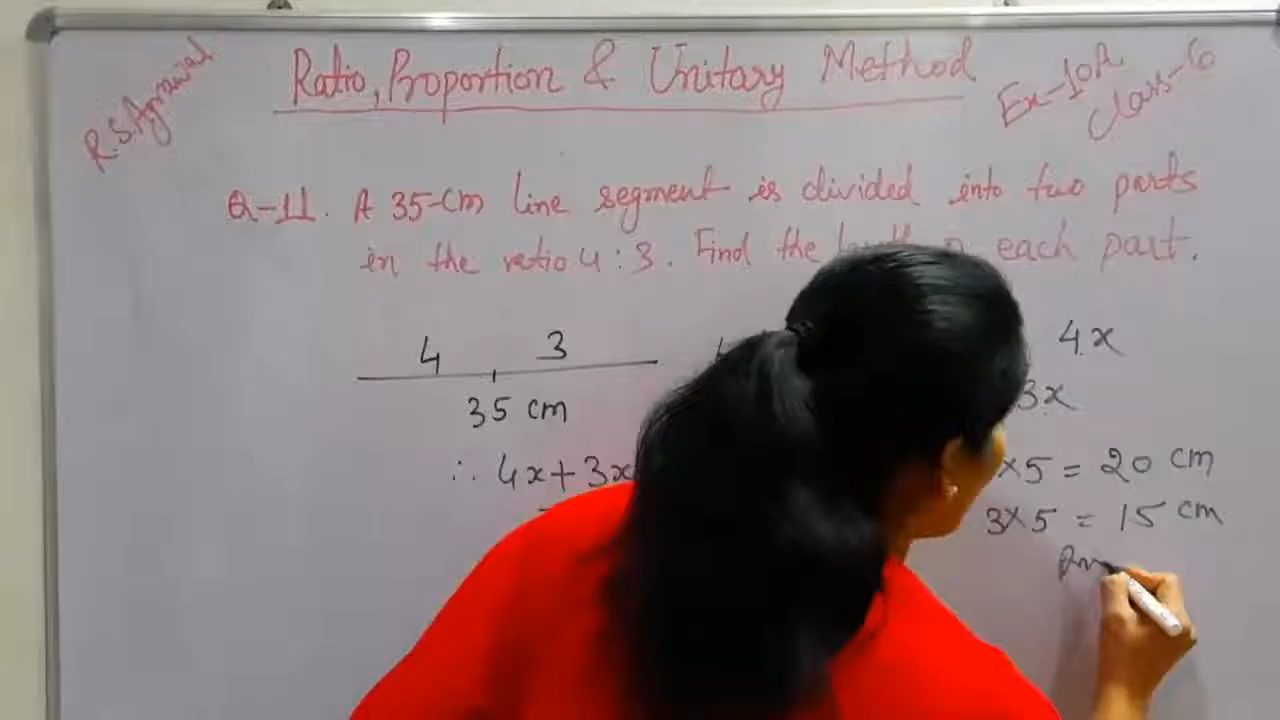 R.S. Agrawal
Ratio, Proportion & Unitary Method
Ex-10A
Class-6
Q-11. A 35-cm line segment is divided into two parts
in the ratio 4:3. Find the each part.
4 3
35 cm
4x
3x
∴ 4x+3x
×5 = 20 cm
3×5 = 15 cm